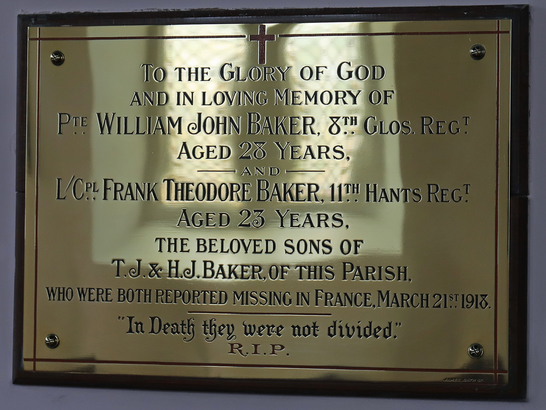 To the Glory of God
and in loving Memory of
Pte William John Baker, 8th Glos. Regt
Aged 28 Years,
and
L/Cpl Frank Theodore Baker, 11th Hants Regt
Aged 23 Years,
the beloved sons of
T.J. & H.J. Baker, of this Parish,
who were both reported missing in France, March 21st 1918.
"In Death they were not divided."
R.I.P.